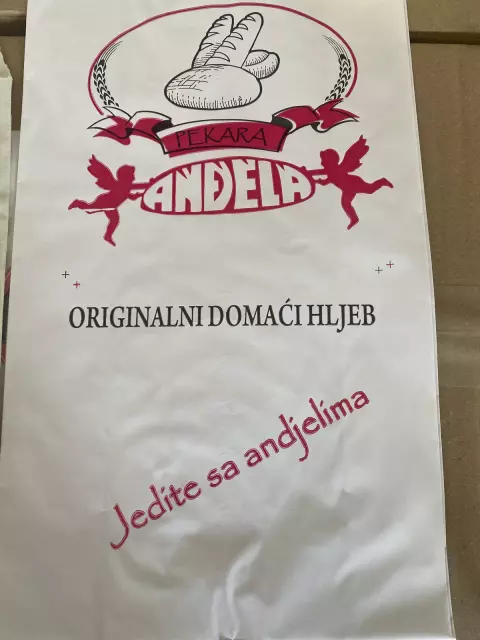 PEKARA
ANĐELA
ORIGINALNI DOMAĆI HLJEB
Jedite sa andjelima